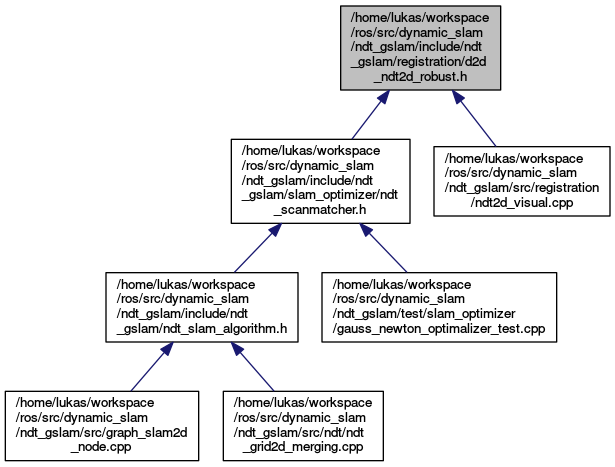 /home/lukas/workspace
/ros/src/dynamic_slam
/ndt_gslam/include/ndt
_gslam/registration/d2d
_ndt2d_robust.h
/home/lukas/workspace
/ros/src/dynamic_slam
/ndt_gslam/include/ndt
_gslam/slam_optimizer/ndt
_scanmatcher.h
/home/lukas/workspace
/ros/src/dynamic_slam
/ndt_gslam/src/registration
/ndt2d_visual.cpp
/home/lukas/workspace
/ros/src/dynamic_slam
/ndt_gslam/include/ndt
_gslam/ndt_slam_algorithm.h
/home/lukas/workspace
/ros/src/dynamic_slam
/ndt_gslam/test/slam_optimizer
/gauss_newton_optimalizer_test.cpp
/home/lukas/workspace
/ros/src/dynamic_slam
/ndt_gslam/src/graph_slam2d
_node.cpp
/home/lukas/workspace
/ros/src/dynamic_slam
/ndt_gslam/src/ndt/ndt
_grid2d_merging.cpp